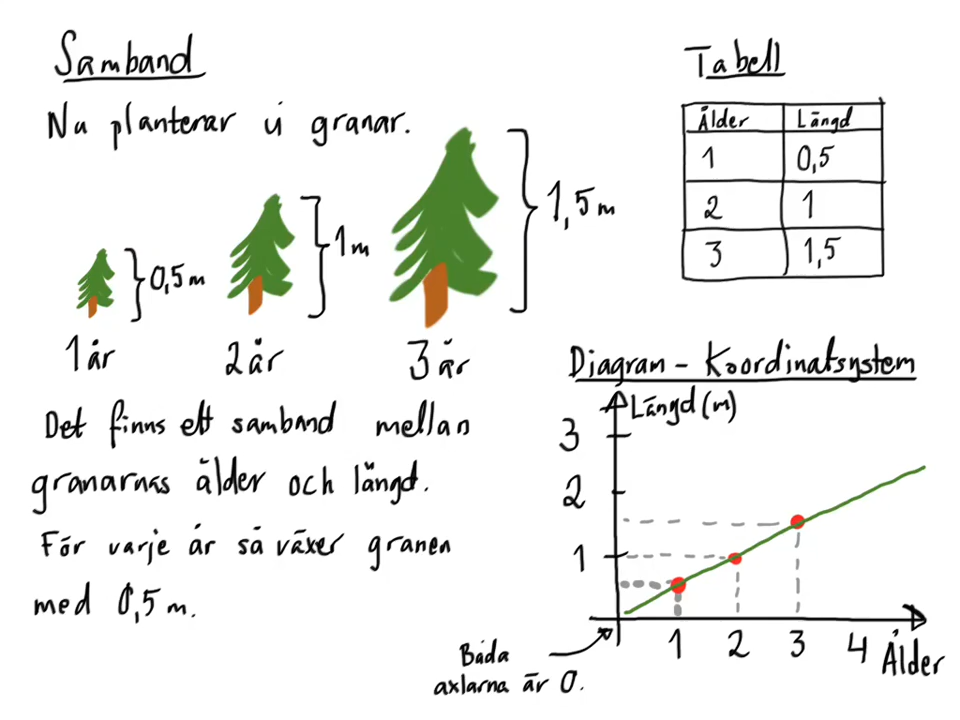 Samband
Nu planterar vi granar.
0,5 m
1 m
1,5 m
1 år
2 år
3 år
Det finns ett samband mellan
granarnas ålder och längd.
För varje år så växer granen
med 0,5 m.
Tabell
Ålder Längd
1 0,5
2 1
3 1,5
Diagram - Koordinatsystem
Längd (m)
3
2
1
1 2 3 4 Ålder
Båda
axlarna är 0.